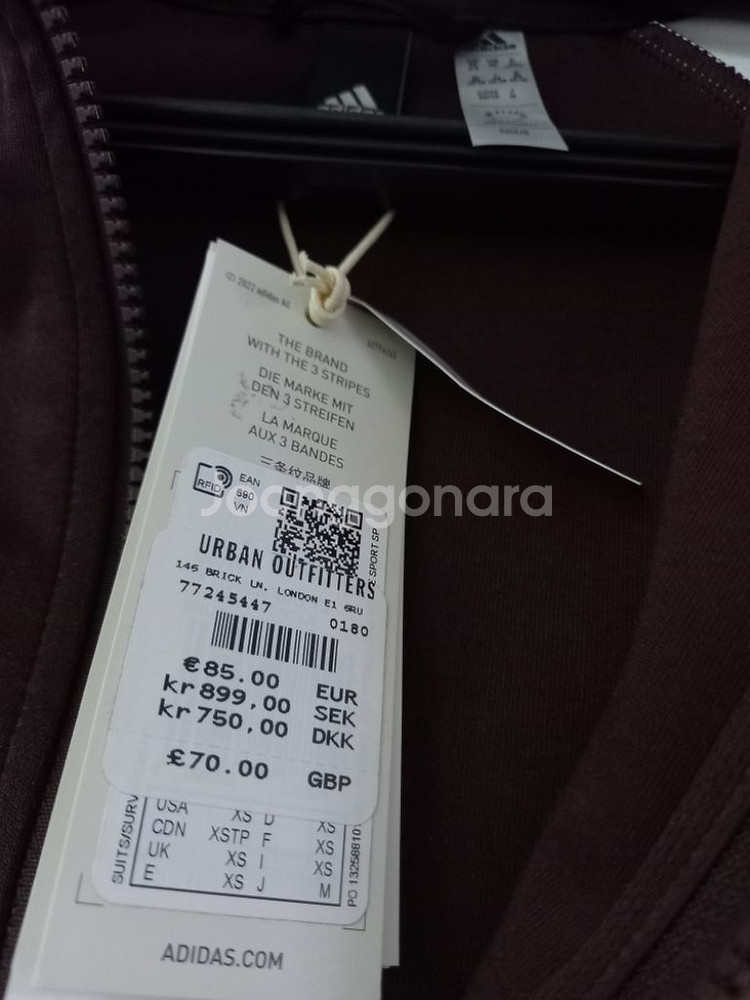 adidas
© 2022 adidas AG
THE BRAND
WITH THE 3 STRIPES
DIE MARKE MIT
DEN 3 STREIFEN
LA MARQUE
AUX 3 BANDES
三条纹品牌
Joonggonara
RFID
EAN
690
VN
SPORT SP
URBAN OUTFITTERS
146 BRICK LN, LONDON E1 6RU
77245447
0180
€85.00 EUR
kr899,00 SEK
kr750,00 DKK
£70.00 GBP
SUITS/SURV
USA XS D XS
CDN XSTP F XS
UK XS I XS
E XS J M
PO 13258810
ADIDAS.COM